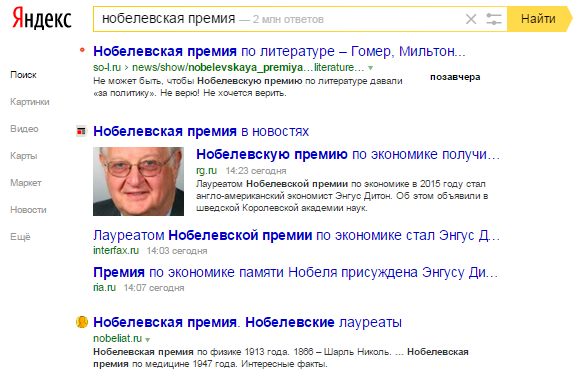 Яндекс
нобелевская премия — 2 млн ответов
Найти
Поиск
Картинки
Видео
Карты
Маркет
Новости
Ещё
Нобелевская премия по литературе – Гомер, Мильтон...
so-l.ru › news/show/nobelevskaya_premiya…literature…
Не может быть, чтобы Нобелевскую премию по литературе давали
«за политику». Не верю! Не хочется верить.
позавчера
Нобелевская премия в новостях
Нобелевскую премию по экономике получи…
rg.ru 14:23 сегодня
Лауреатом Нобелевской премии по экономике в 2015 году стал
англо-американский экономист Энгус Дитон. Об этом объявили в
шведской Королевской академии наук.
Лауреатом Нобелевской премии по экономике стал Энгус Д…
interfax.ru 14:03 сегодня
Премия по экономике памяти Нобеля присуждена Энгусу Ди…
ria.ru 14:07 сегодня
Нобелевская премия. Нобелевские лауреаты
nobeliat.ru
Нобелевская премия по физике 1913 года. 1866 – Шарль Николь. ... Нобелевская
премия по медицине 1947 года. Интересные факты.